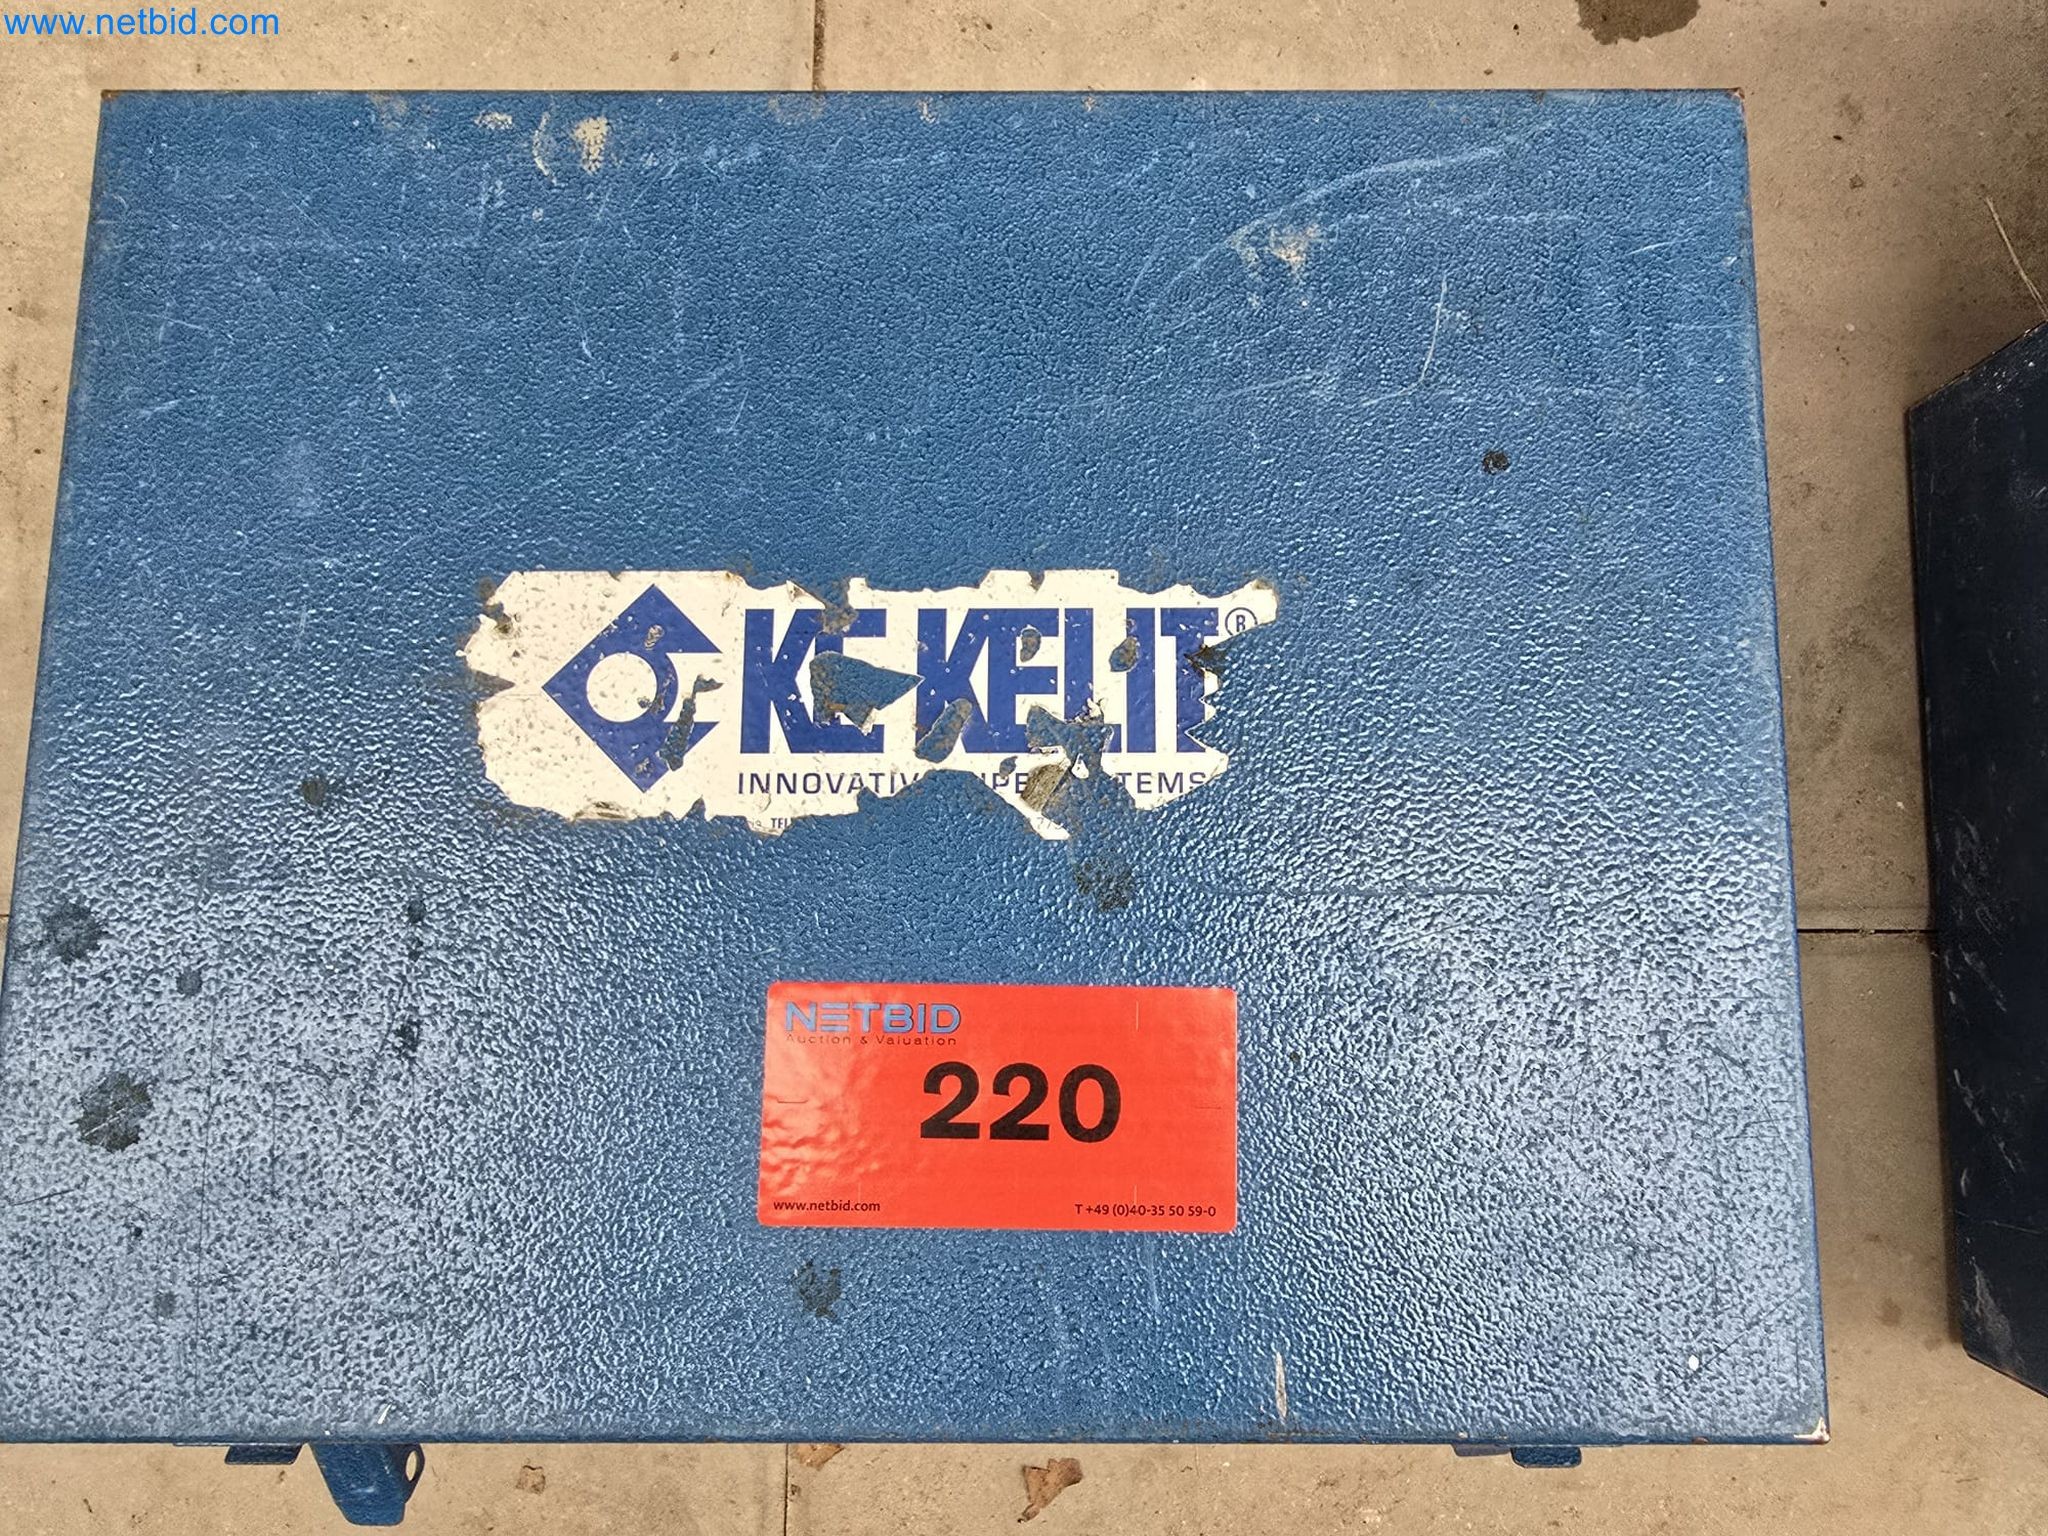 www.netbid.com
KE KELIT®
INNOVATIV
TEMS
NETBID
Auction & Valuation
220
www.netbid.com
T +49 (0)40-35 50 59-0